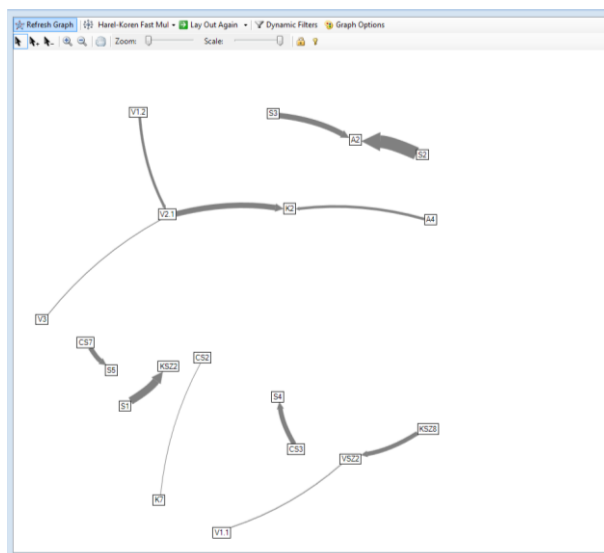 Refresh Graph Harel-Koren Fast Mul Lay Out Again Dynamic Filters Graph Options
Zoom: Scale:
V1.2
S3
A2
S2
V2.1
K2
A4
V3
CS7
S5
KSZ2
CS2
S1
S4
CS3
KSZ8
VSZ2
K7
V1.1